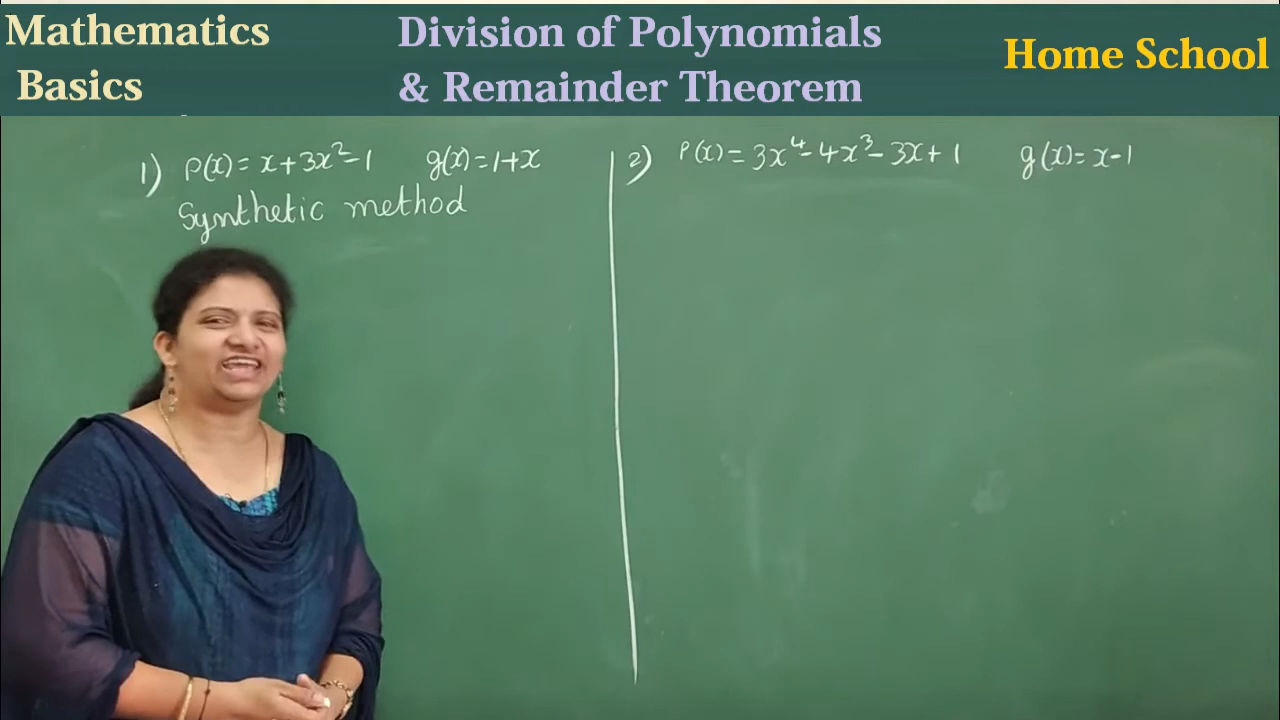 Mathematics
Basics
Division of Polynomials
& Remainder Theorem
Home School
1) P(x) = x + 3x² - 1 g(x) = 1 + x
Synthetic method
2) P(x) = 3x⁴ - 4x³ - 3x + 1 g(x) = x - 1